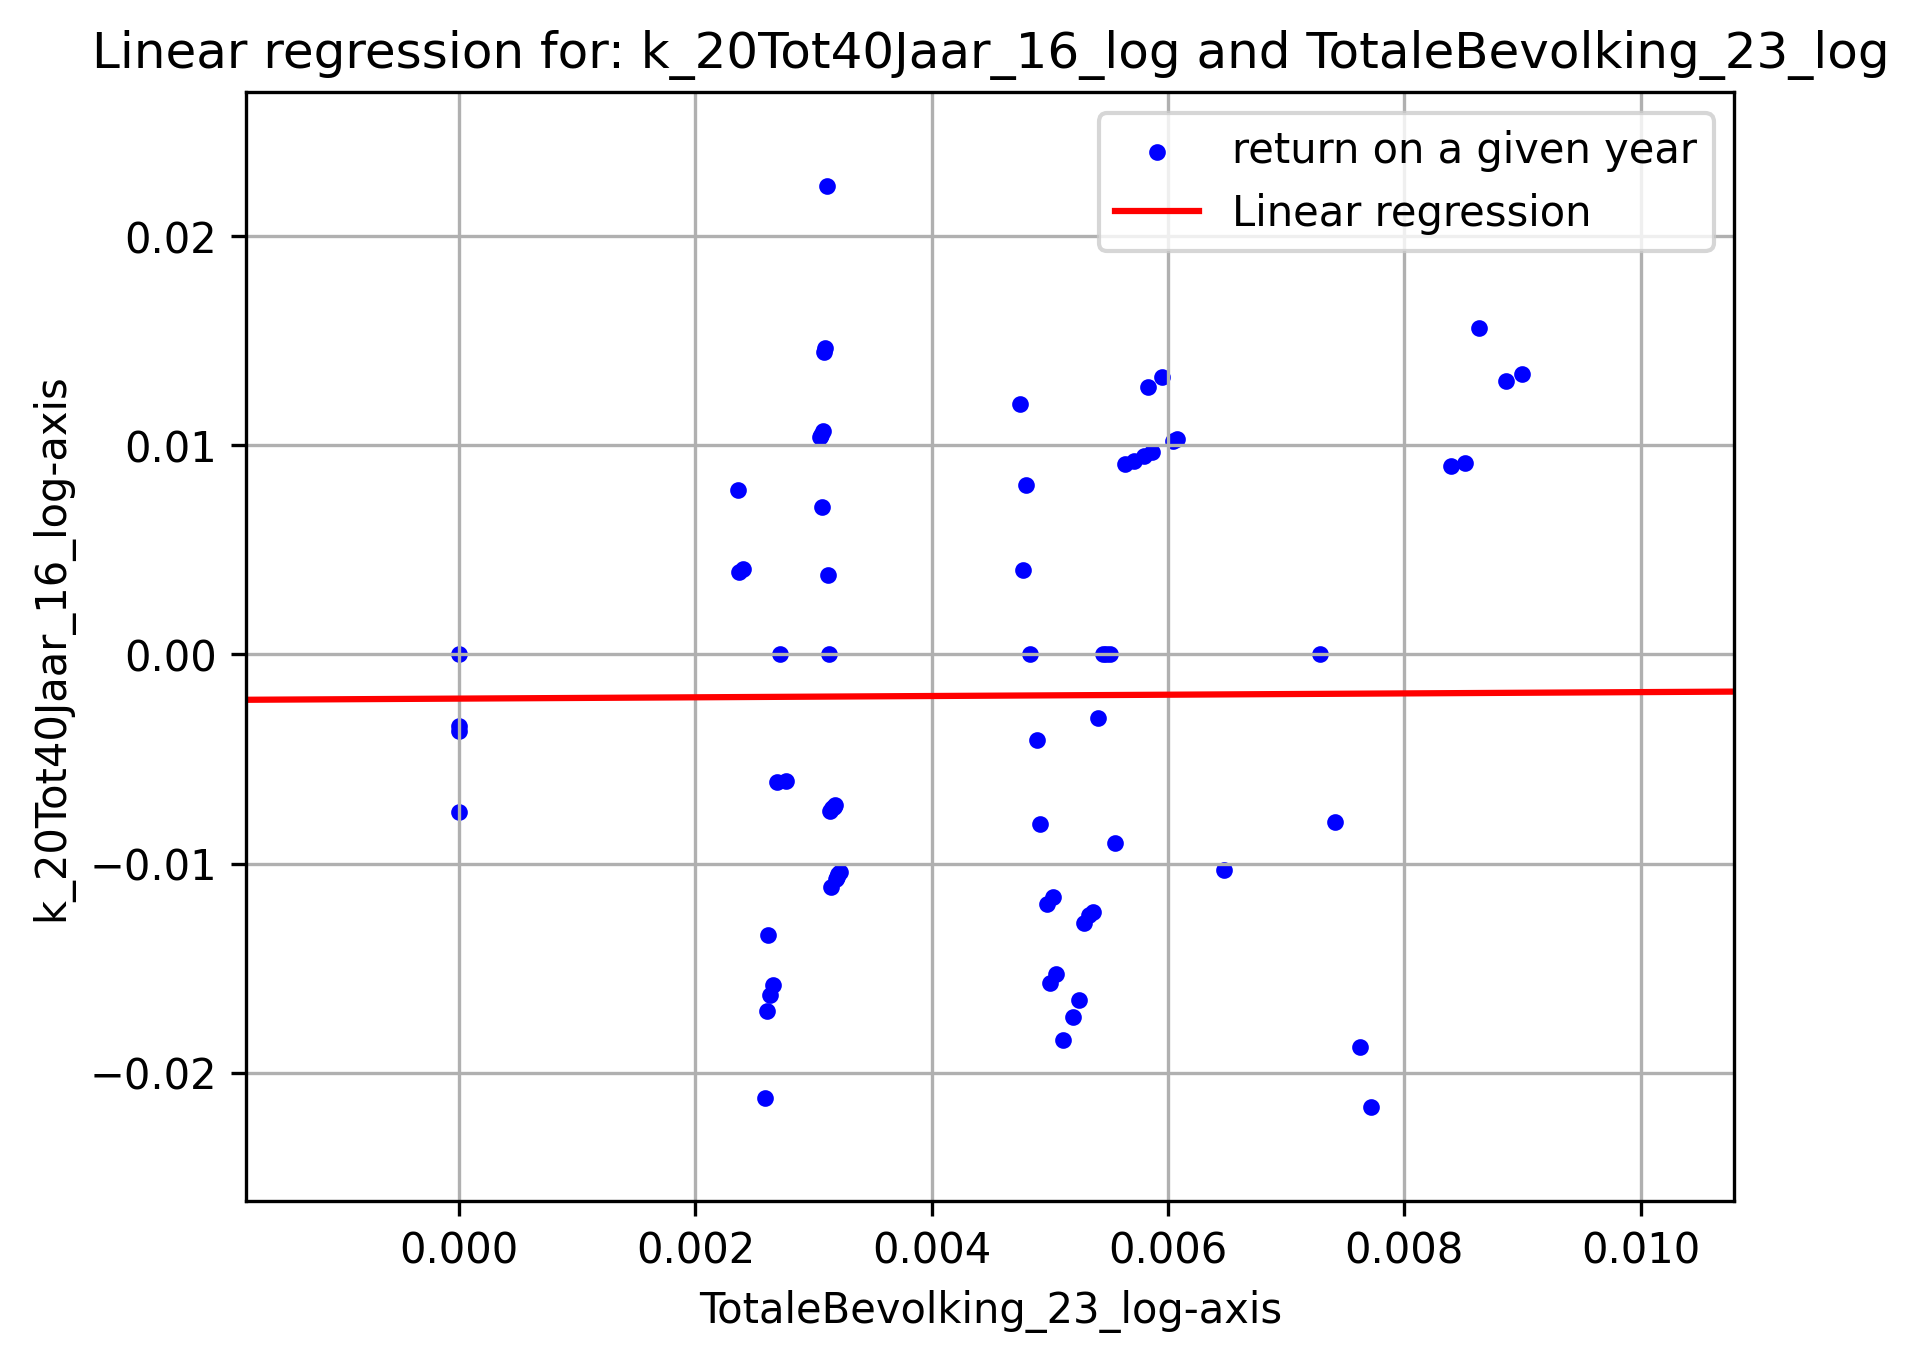 Linear regression for: k_20Tot40Jaar_16_log and TotaleBevolking_23_log
return on a given year
Linear regression
k_20Tot40Jaar_16_log-axis
0.02
0.01
0.00
−0.01
−0.02
0.000 0.002 0.004 0.006 0.008 0.010
TotaleBevolking_23_log-axis